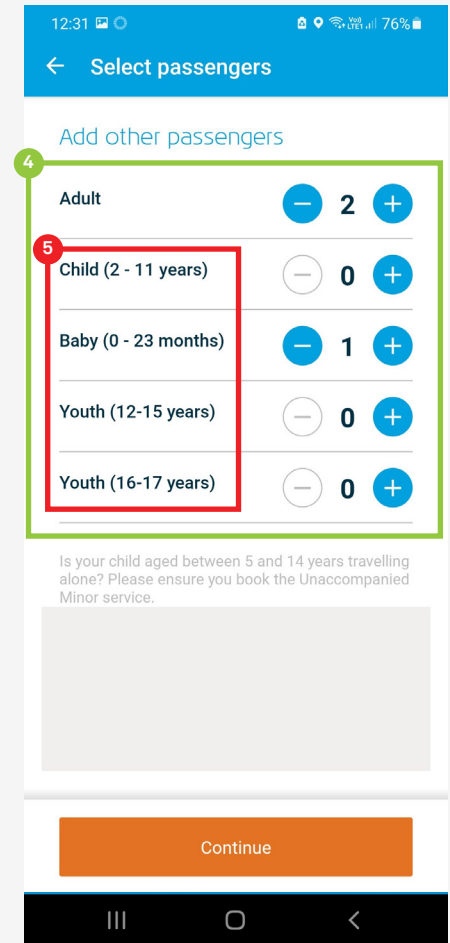 12:31 76%
Select passengers
Add other passengers
4
Adult 2
5
Child (2 - 11 years) 0
Baby (0 - 23 months) 1
Youth (12-15 years) 0
Youth (16-17 years) 0
Is your child aged between 5 and 14 years travelling
alone? Please ensure you book the Unaccompanied
Minor service.
Continue